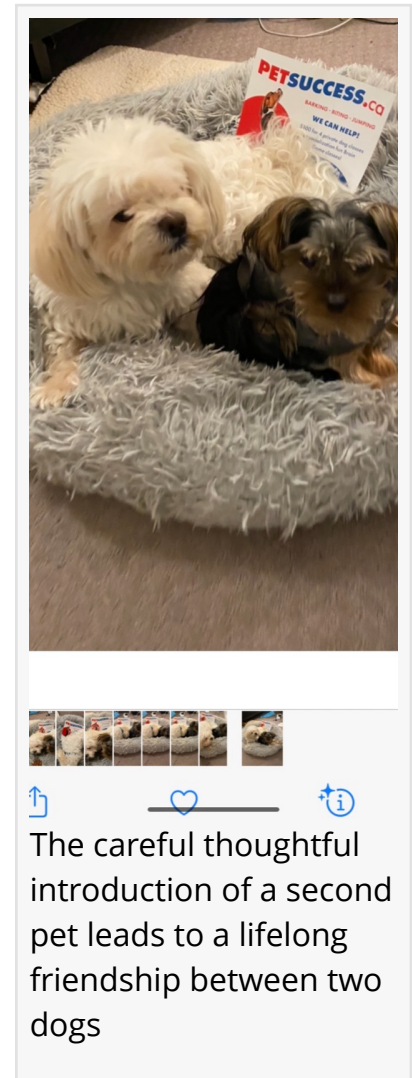 PETSUCCESS.ca
BARKING · BITING · JUMPING
WE CAN HELP!
The careful thoughtful
introduction of a second
pet leads to a lifelong
friendship between two
dogs